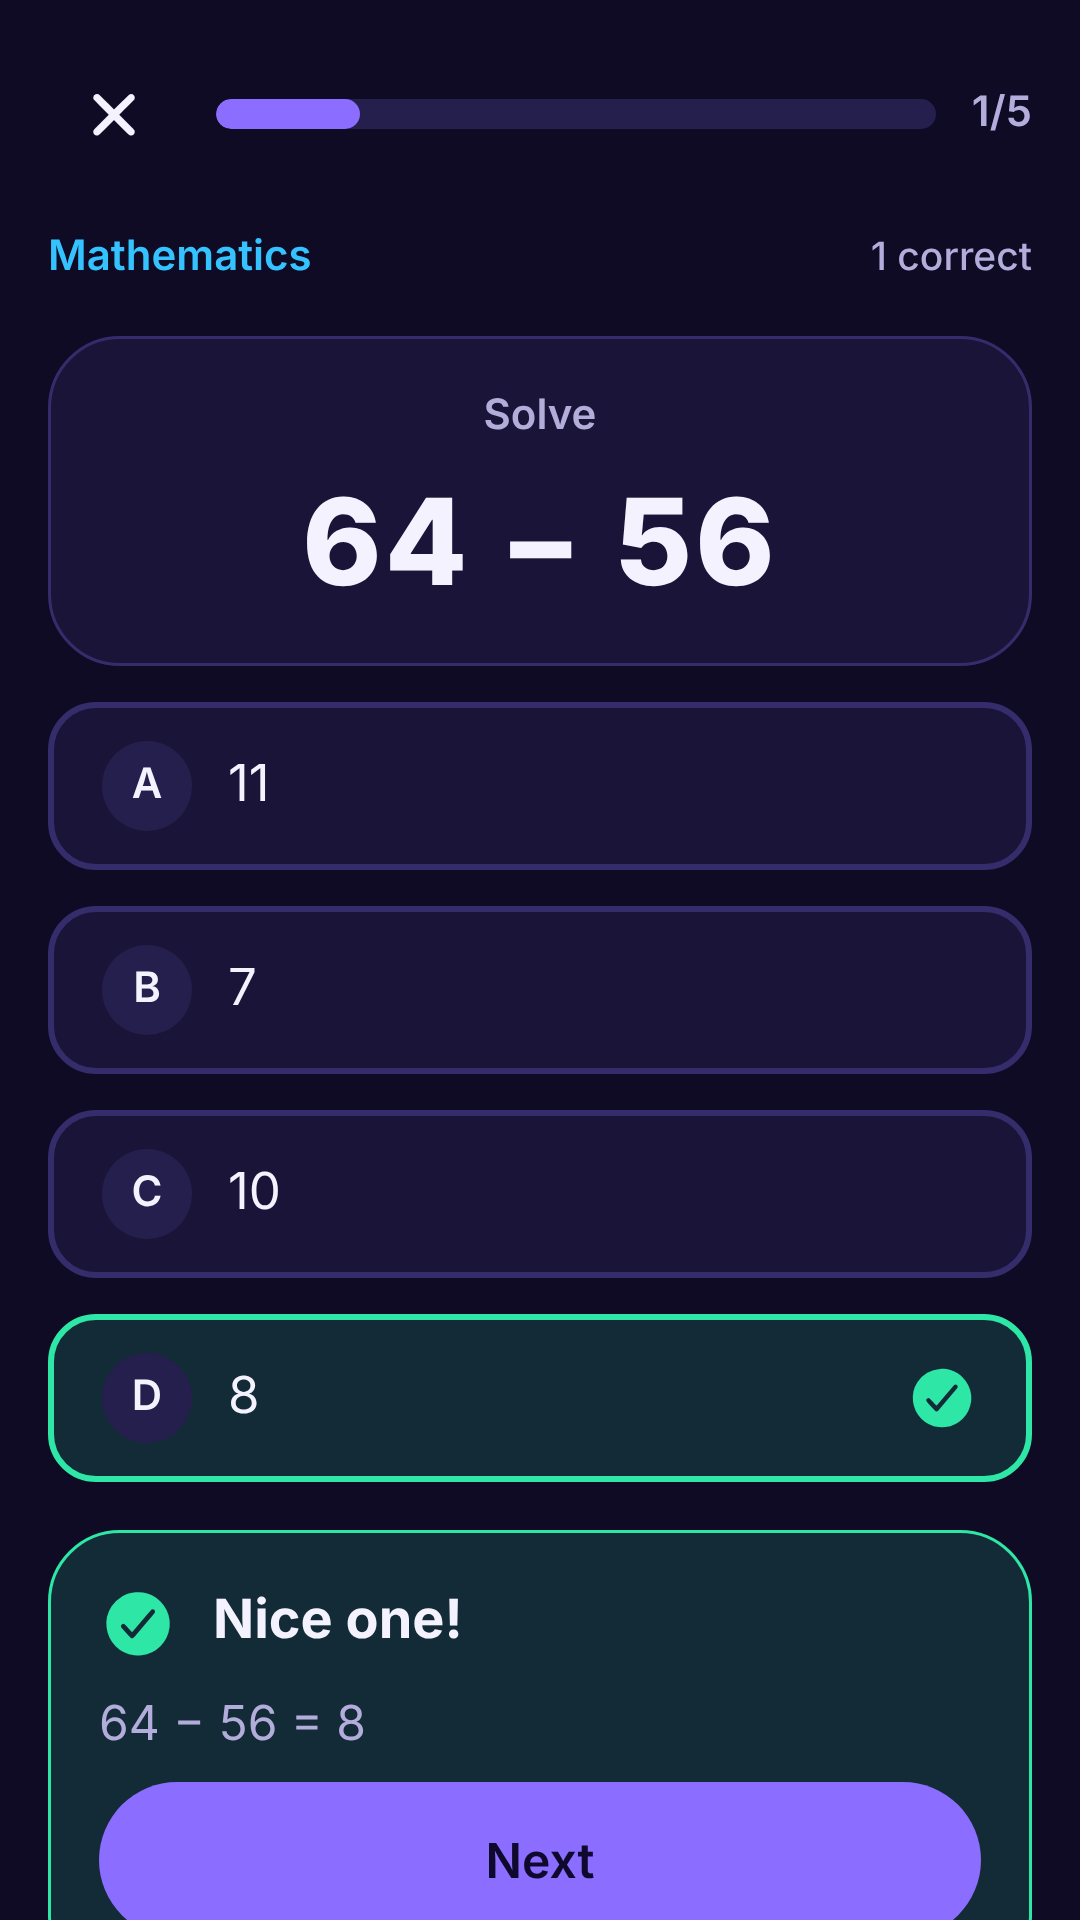 1/5
Mathematics
1 correct
Solve
64 − 56
A 11
B 7
C 10
D 8
Nice one!
64 − 56 = 8
Next